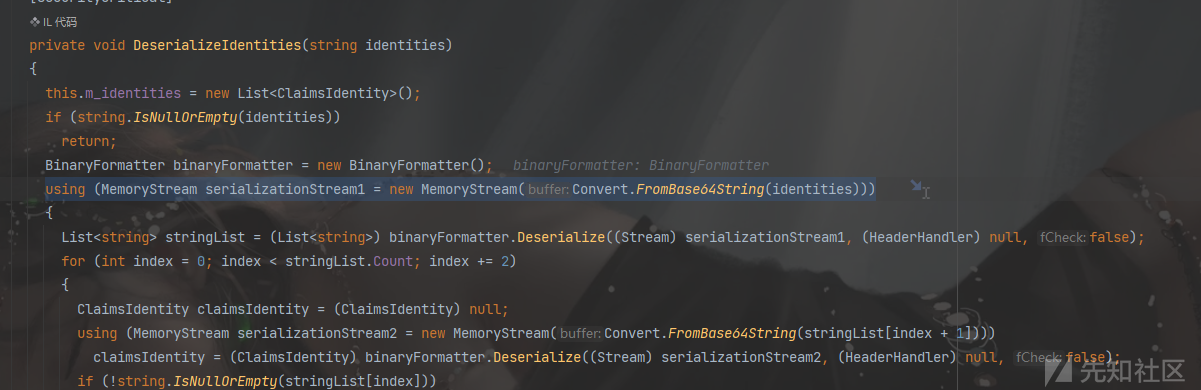 IL 代码
private void DeserializeIdentities(string identities)
{
this.m_identities = new List<ClaimsIdentity>();
if (string.IsNullOrEmpty(identities))
return;
BinaryFormatter binaryFormatter = new BinaryFormatter(); binaryFormatter: BinaryFormatter
using (MemoryStream serializationStream1 = new MemoryStream( buffer: Convert.FromBase64String(identities)))
{
List<string> stringList = (List<string>) binaryFormatter.Deserialize((Stream) serializationStream1, (HeaderHandler) null, fCheck: false);
for (int index = 0; index < stringList.Count; index += 2)
{
ClaimsIdentity claimsIdentity = (ClaimsIdentity) null;
using (MemoryStream serializationStream2 = new MemoryStream( buffer: Convert.FromBase64String(stringList[index + 1])))
claimsIdentity = (ClaimsIdentity) binaryFormatter.Deserialize((Stream) serializationStream2, (HeaderHandler) null, fCheck: false);
if (!string.IsNullOrEmpty(stringList[index]))
先知社区